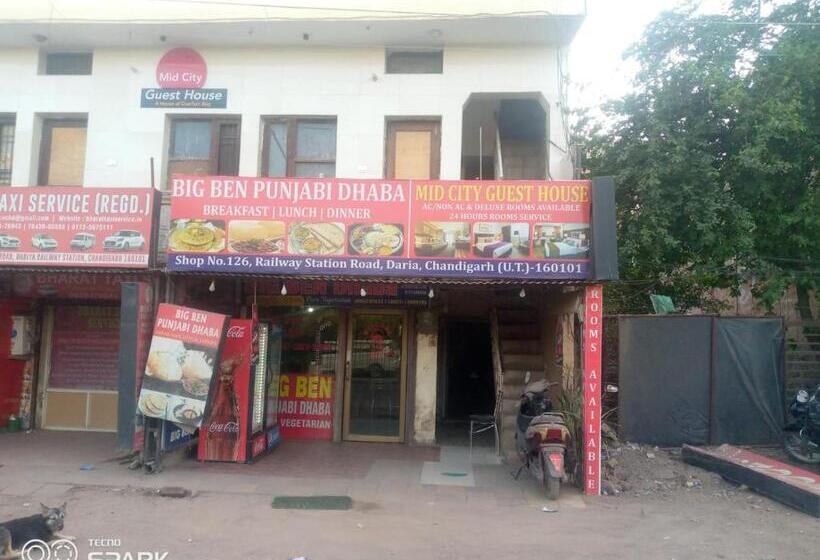 Mid City
Guest House
A House of Comfort Stay
TAXI SERVICE (REGD.)
BIG BEN PUNJABI DHABA
BREAKFAST | LUNCH | DINNER
MID CITY GUEST HOUSE
AC/NON AC & DELUXE ROOMS AVAILABLE
24 HOURS ROOMS SERVICE
Shop No.126, Railway Station Road, Daria, Chandigarh (U.T.)-160101
BIG BEN
PUNJABI DHABA
Coca-Cola
Coca-Cola
BIG BEN
PUNJABI DHABA
VEGETARIAN
BIG
ROOMS AVAILABLE
TECNO
SPARK